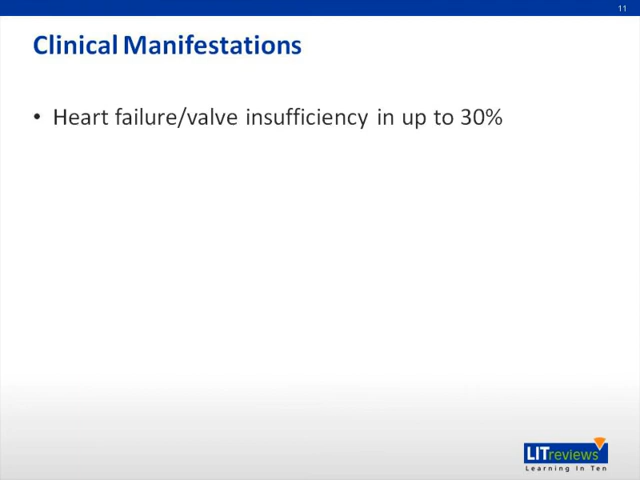 11
Clinical Manifestations
• Heart failure/valve insufficiency in up to 30%
LITreviews
Learning In Ten